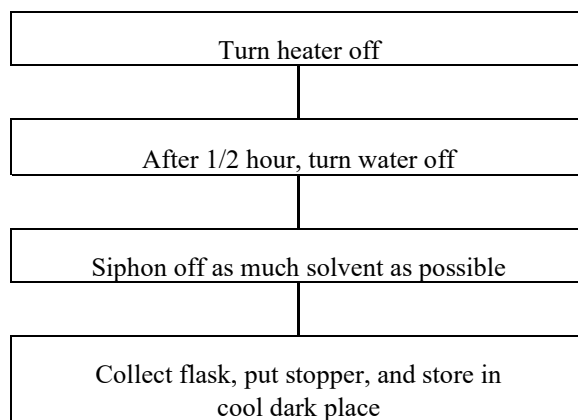 Turn heater off
After 1/2 hour, turn water off
Siphon off as much solvent as possible
Collect flask, put stopper, and store in
cool dark place